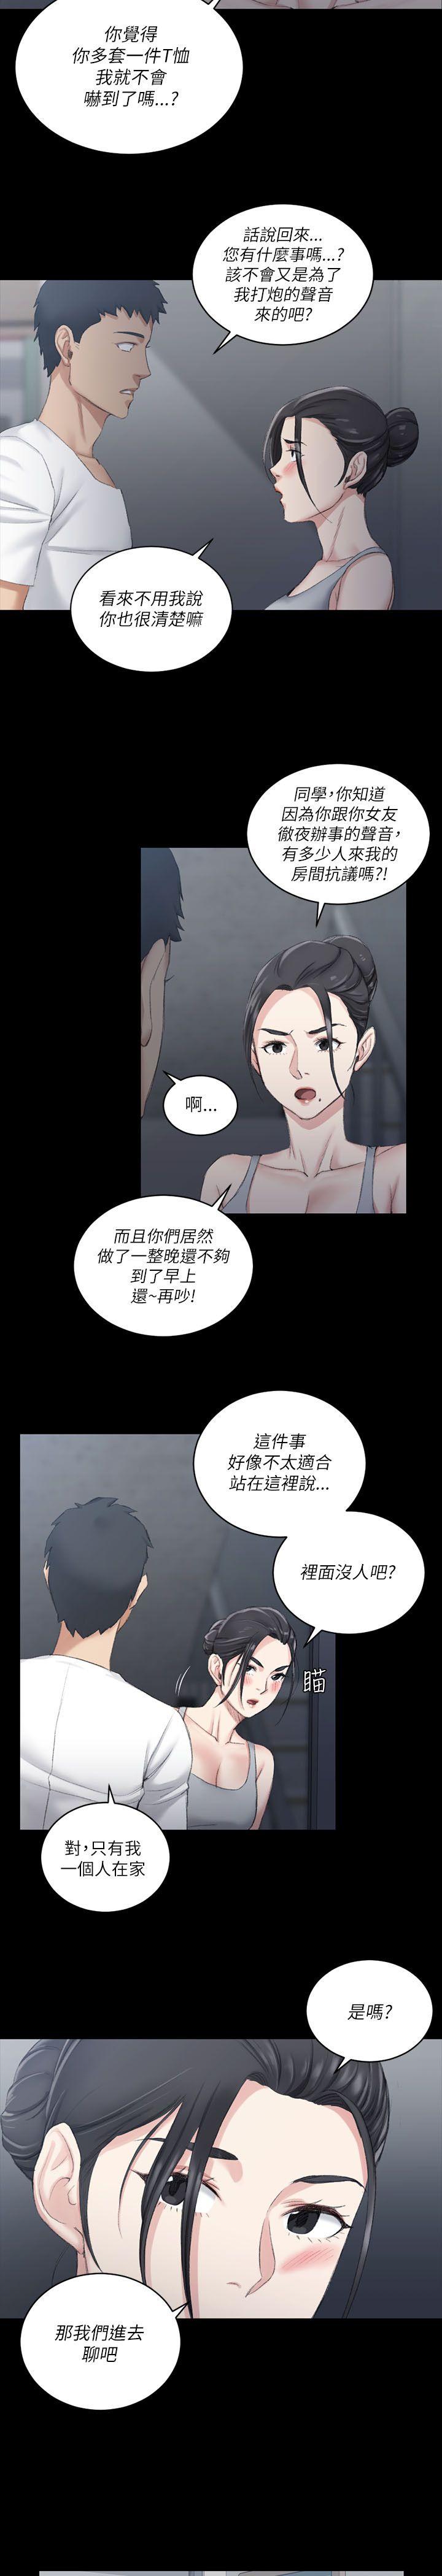 你覺得
你多套一件T恤
我就不會
嚇到了嗎...?
話說回來...
您有什麼事嗎...?
該不會又是為了
我打炮的聲音
來的吧?
看來不用我說
你也很清楚嘛
同學,你知道
因為你跟你女友
徹夜辦事的聲音,
有多少人來我的
房間抗議嗎?!
啊...
而且你們居然
做了一整晚還不夠
到了早上
還~再吵!
這件事
好像不太適合
站在這裡說...
裡面沒人吧?
瞄
對,只有我
一個人在家
是嗎?
那我們進去
聊吧